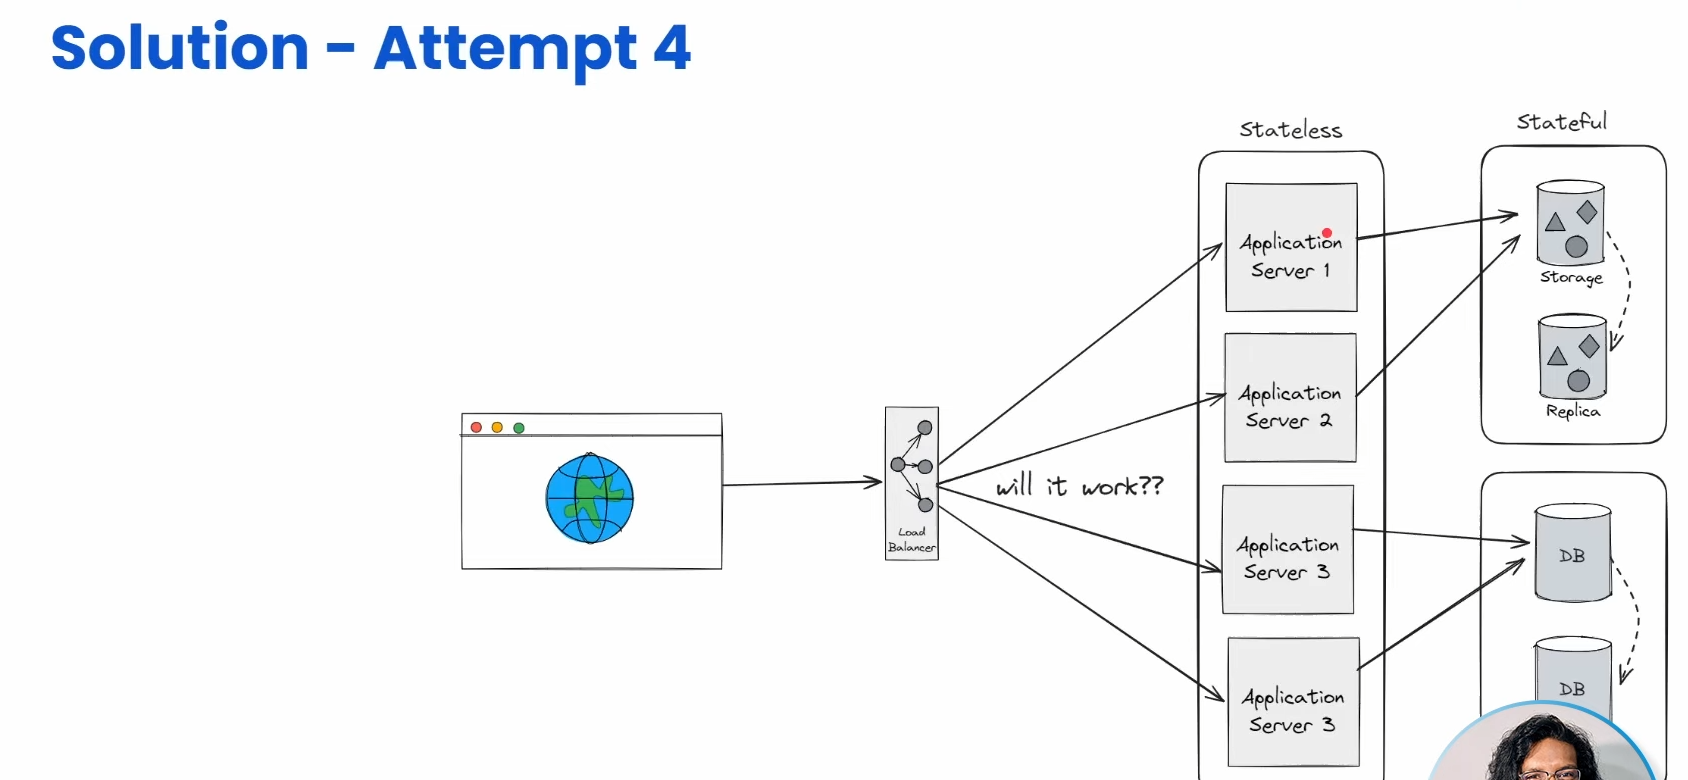 Solution - Attempt 4
Stateless
Stateful
Application
Server 1
Storage
Application
Server 2
Replica
will it work??
Load
Balancer
Application
Server 3
DB
Application
Server 3
DB